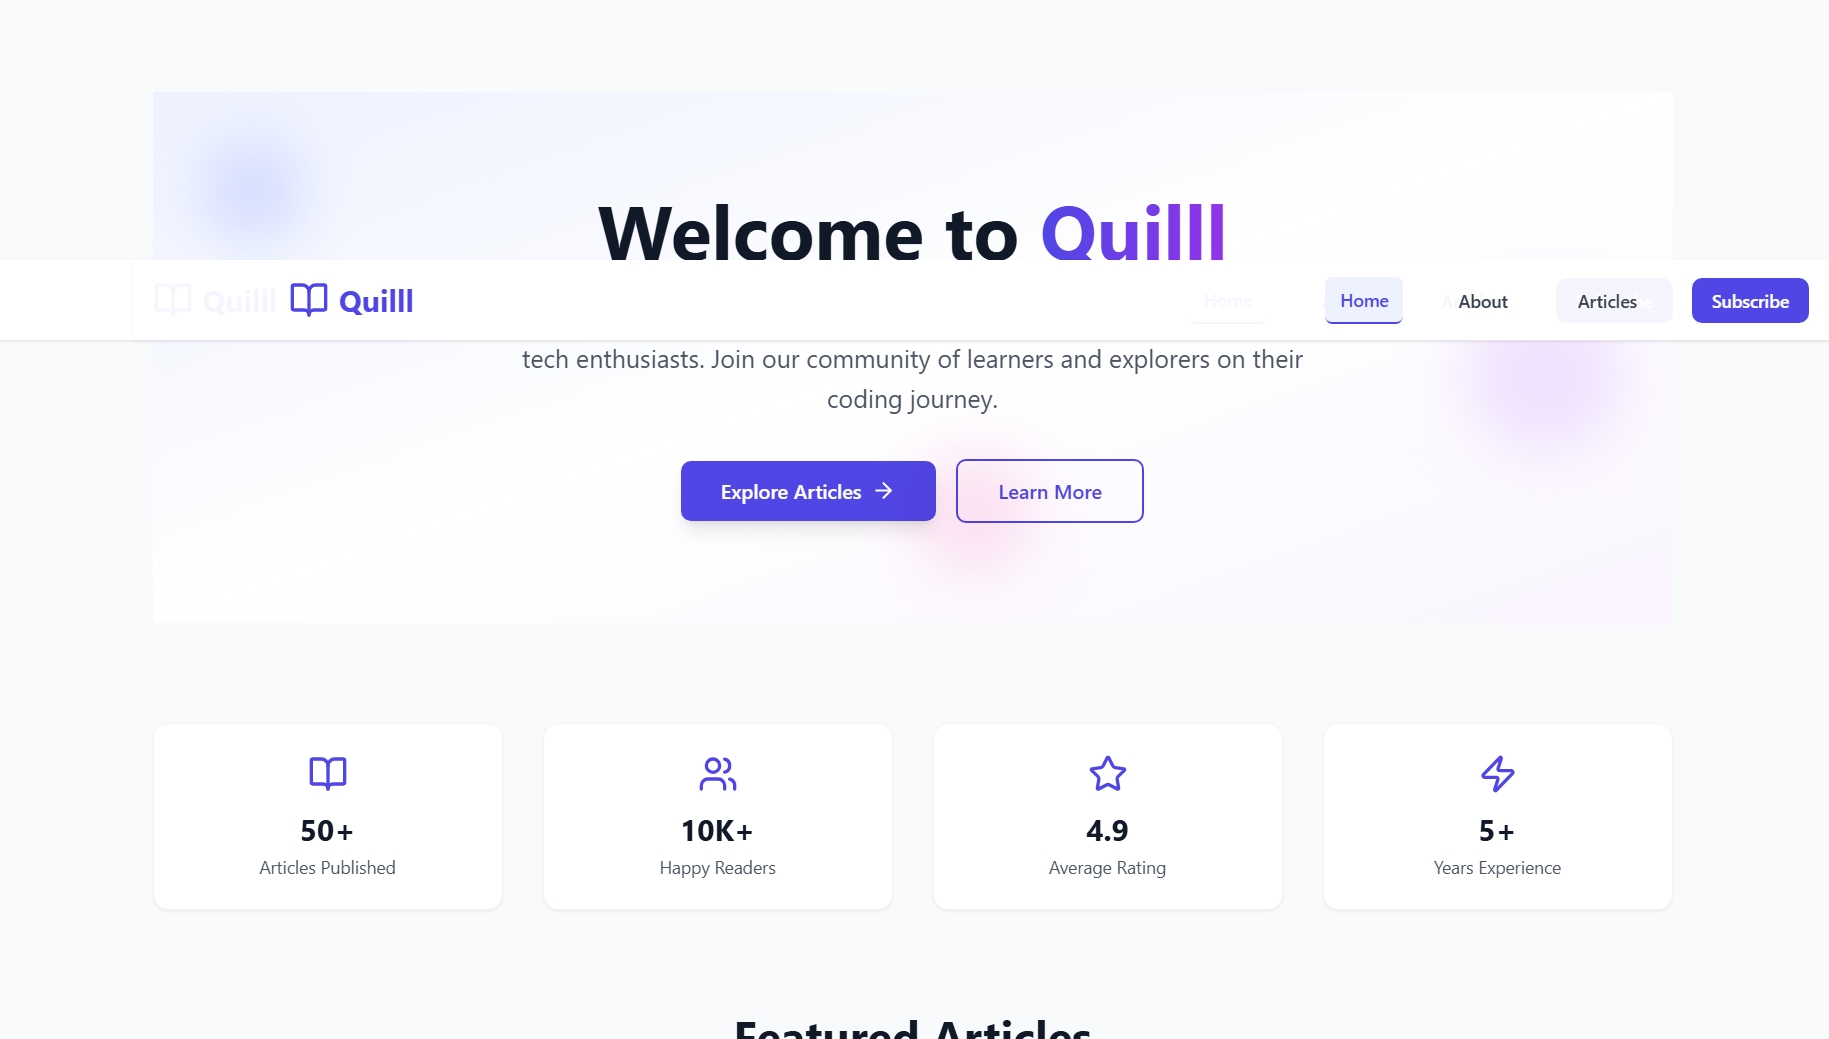 Welcome to Quilll
Quilll Quilll Home Home About Articles Subscribe
tech enthusiasts. Join our community of learners and explorers on their
coding journey.
Explore Articles Learn More
50+ 10K+ 4.9 5+
Articles Published Happy Readers Average Rating Years Experience
Featured Articles